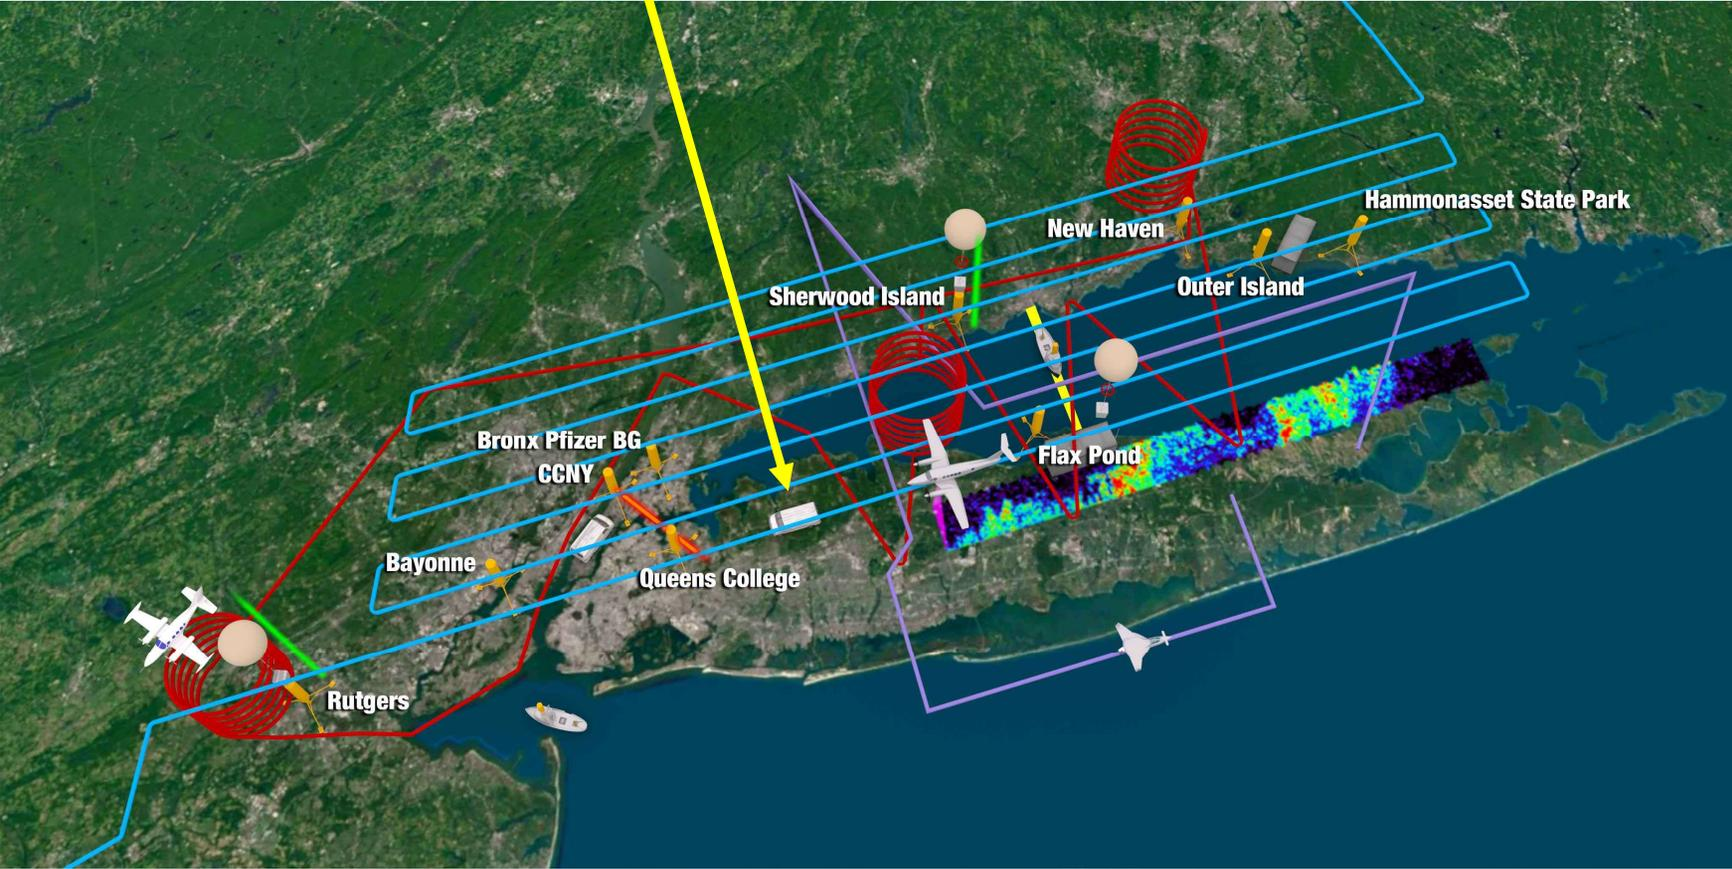 Hammonasset State Park
New Haven
Outer Island
Sherwood Island
Bronx Pfizer BG
CCNY
Flax Pond
Bayonne
Queens College
Rutgers